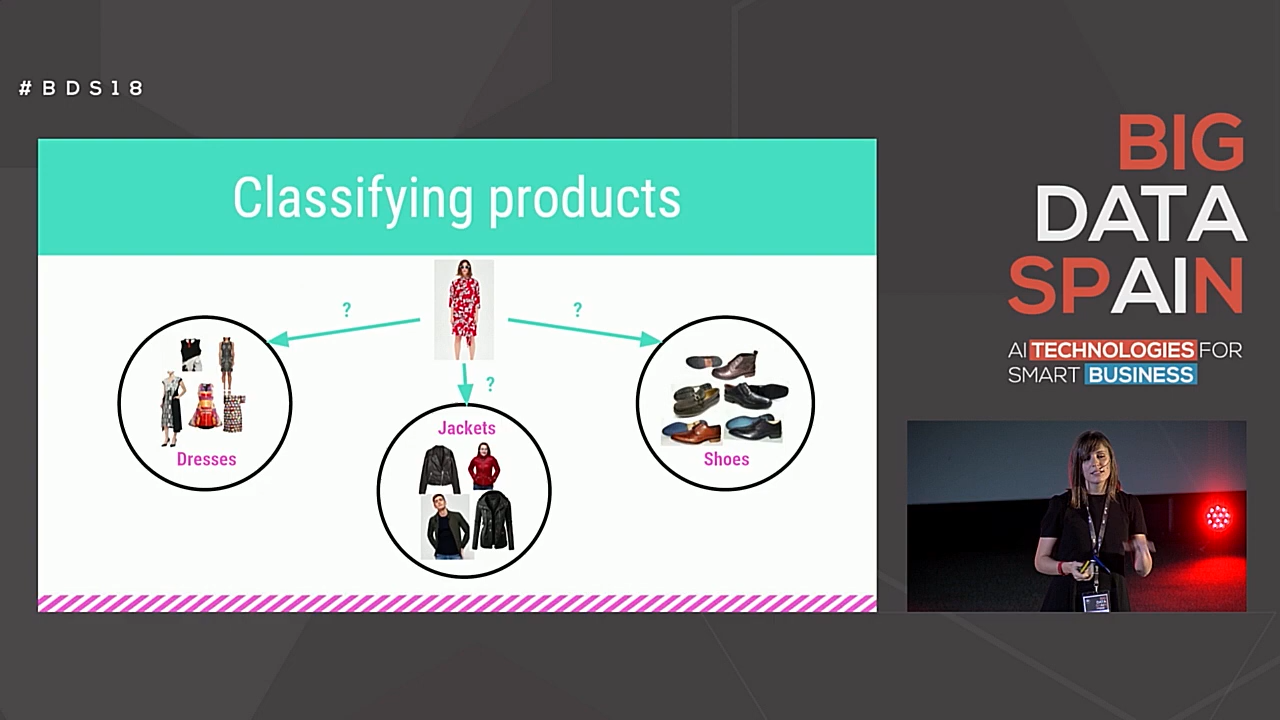 #BDS18
Classifying products
?
?
?
Dresses
Jackets
Shoes
BIG
DATA
SPAIN
AI TECHNOLOGIES FOR
SMART BUSINESS